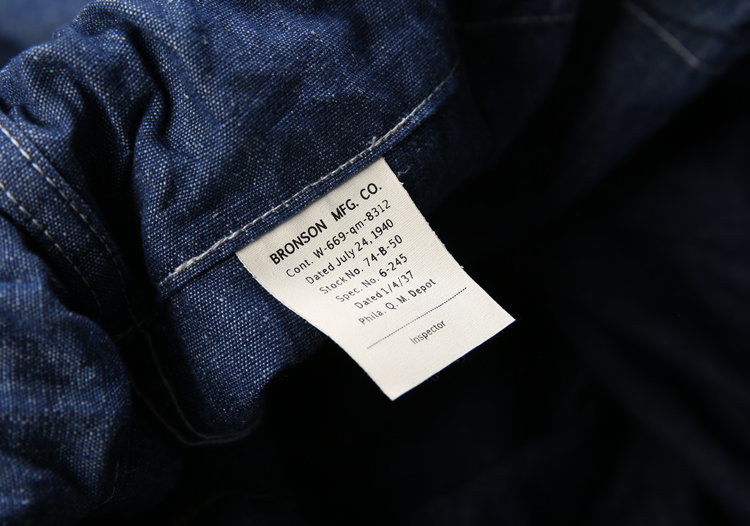 BRONSON MFG. CO.
Cont. W-669-qm-8312
Dated July 24, 1940
Stock No. 74-B-50
Spec. No. 6-245
Dated 1/4/37
Phila. Q. M. Depot
Inspector